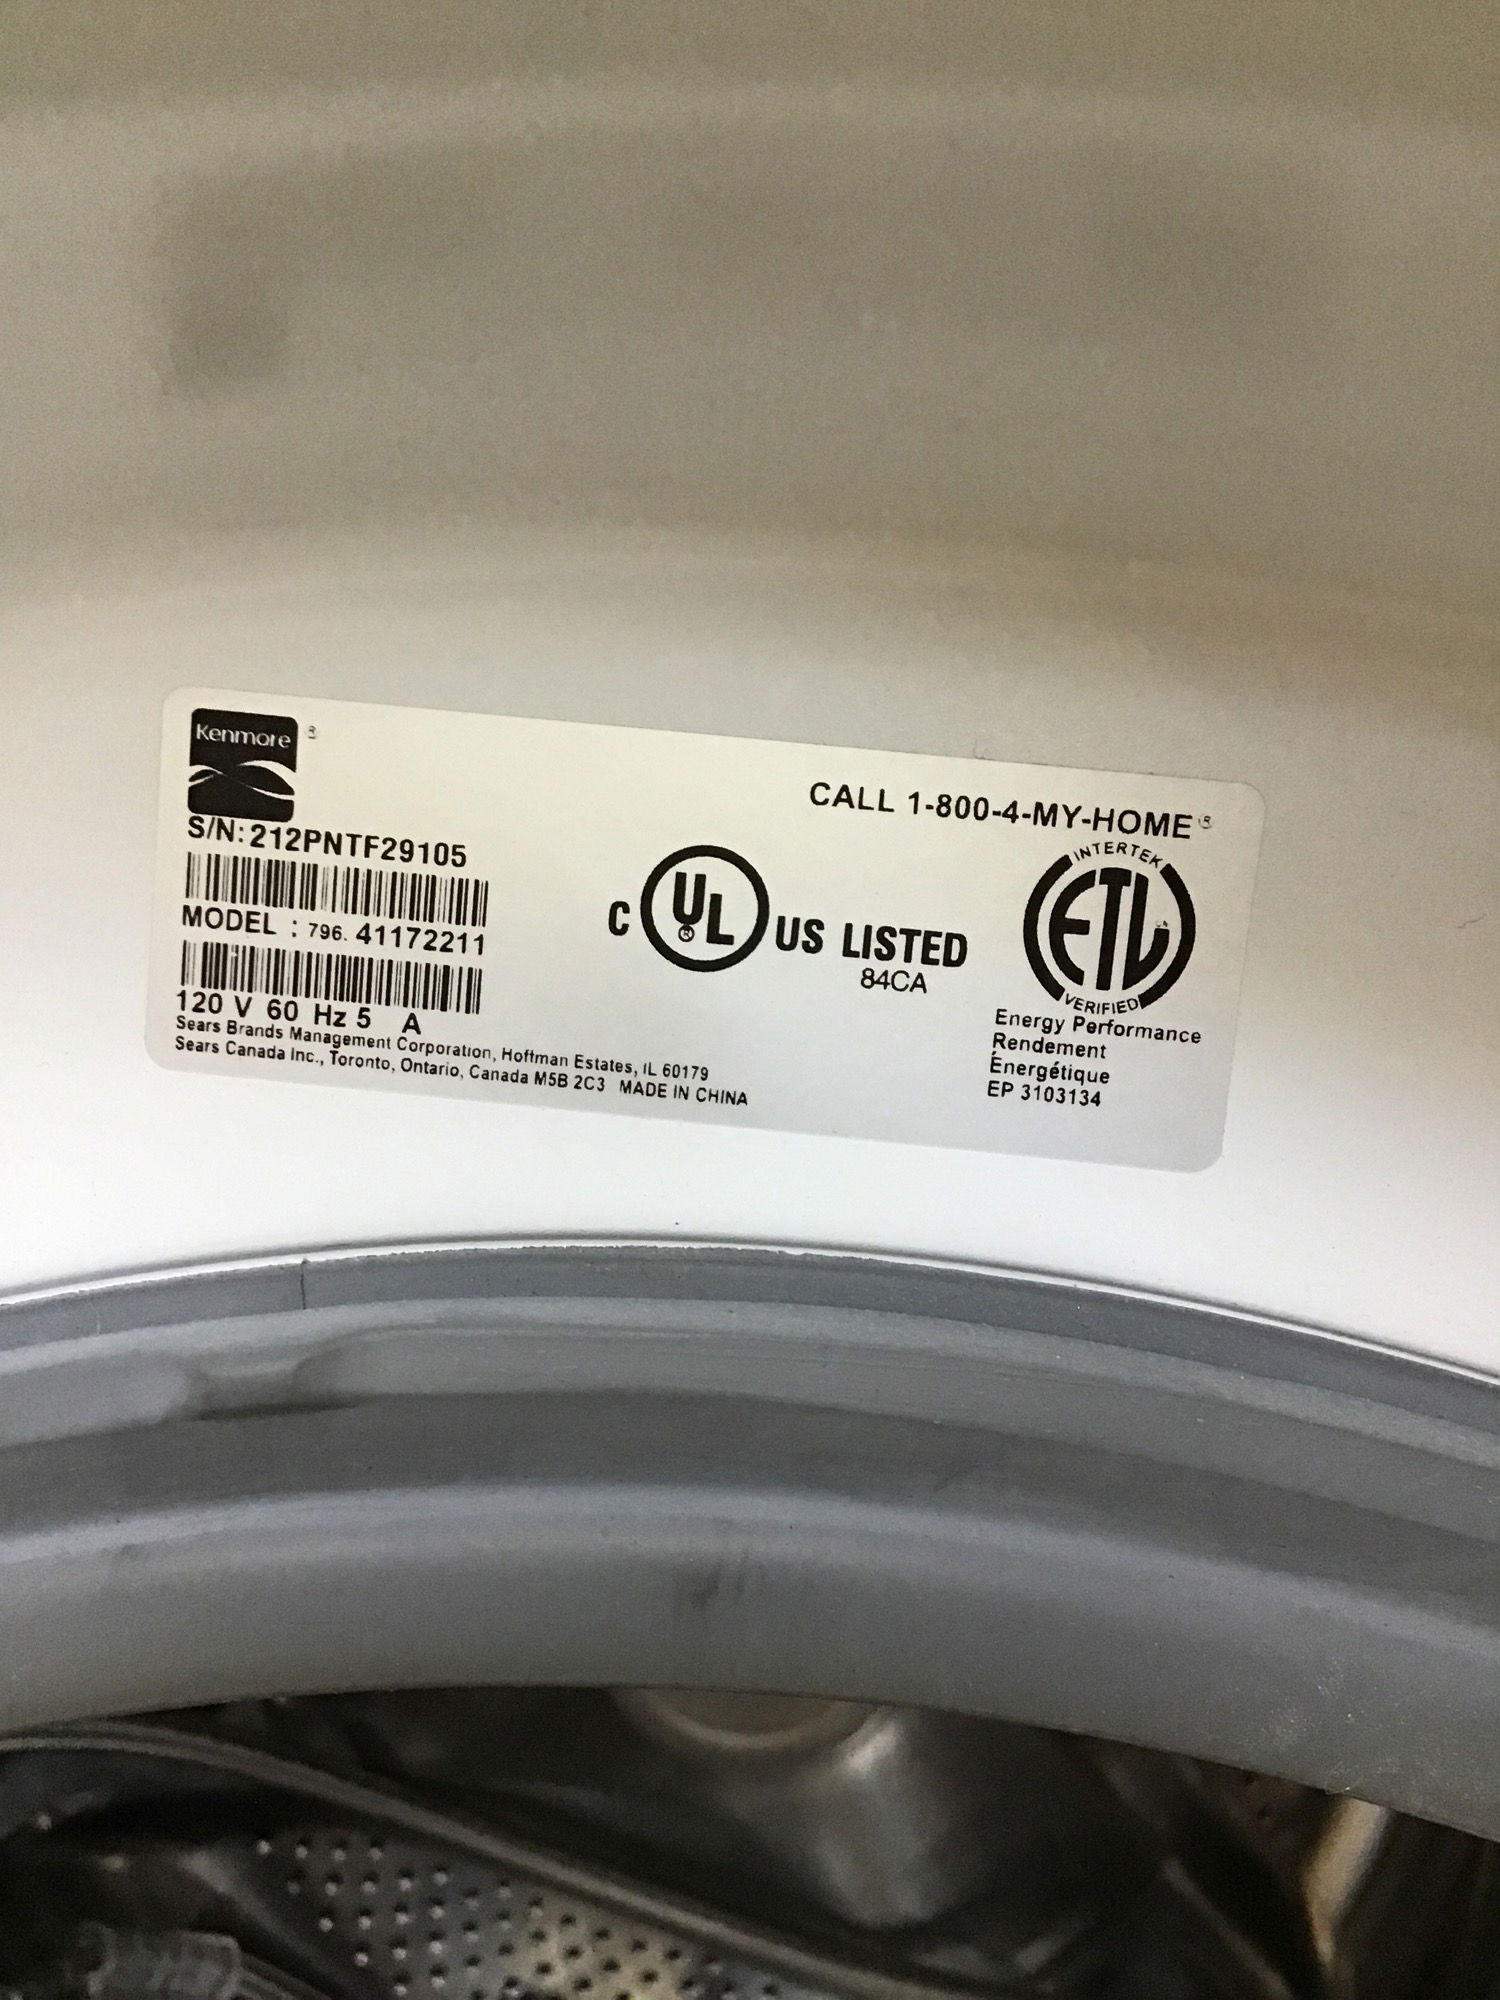 Kenmore ®
CALL 1-800-4-MY-HOME ®
S/N: 212PNTF29105
MODEL : 796. 41172211
120 V 60 Hz 5 A
Sears Brands Management Corporation, Hoffman Estates, IL 60179
Sears Canada Inc., Toronto, Ontario, Canada M5B 2C3 MADE IN CHINA
C UL ® US LISTED
84CA
INTERTEK
ETL
VERIFIED
Energy Performance
Rendement
Énergétique
EP 3103134